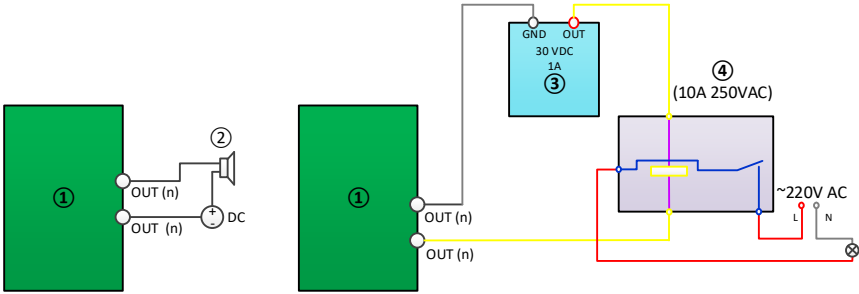 ①
②
OUT (n)
OUT (n)
+
-
DC
①
OUT (n)
OUT (n)
GND OUT
30 VDC
1A
③
④
(10A 250VAC)
~220V AC
L N